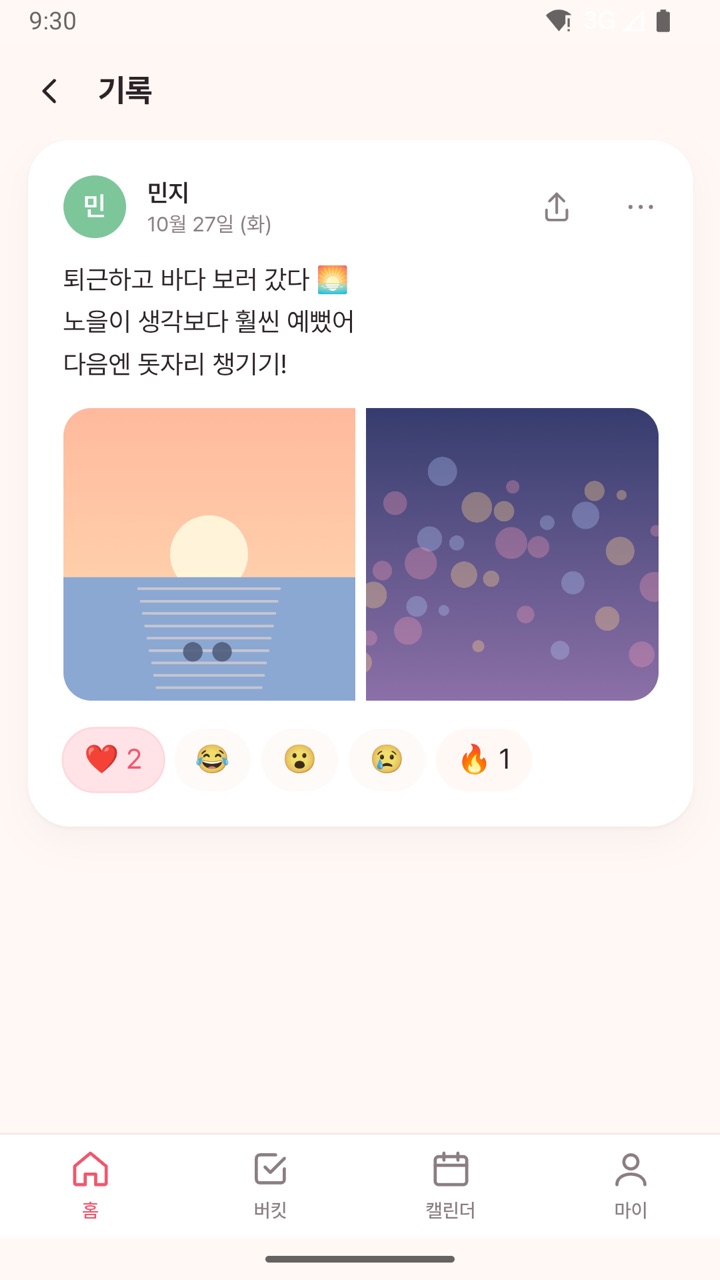 9:30
3G
기록
민
민지
10월 27일 (화)
퇴근하고 바다 보러 갔다 🌅
노을이 생각보다 훨씬 예뻤어
다음엔 돗자리 챙기기!
❤️ 2 😂 😮 😢 🔥 1
홈 버킷 캘린더 마이